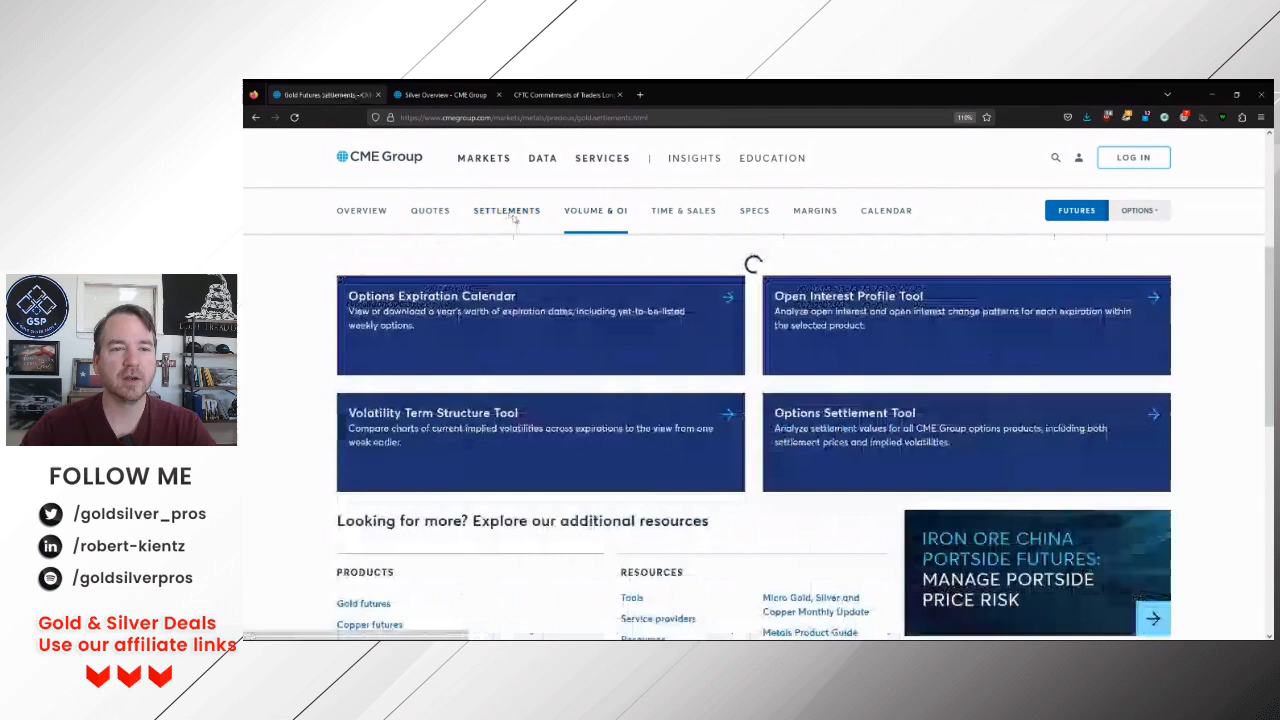 Gold Futures Settlements - CM
Silver Overview - CME Group
CFTC Commitments of Traders Lon
https://www.cmegroup.com/markets/metals/precious/gold.settlements.html
110%
CME Group
MARKETS DATA SERVICES | INSIGHTS EDUCATION
LOG IN
OVERVIEW QUOTES SETTLEMENTS VOLUME & OI TIME & SALES SPECS MARGINS CALENDAR
FUTURES OPTIONS
Options Expiration Calendar
View or download a year's worth of expiration dates, including yet-to-be-listed
weekly options.
Open Interest Profile Tool
Analyze open interest and open interest change patterns for each expiration within
the selected product.
Volatility Term Structure Tool
Compare charts of current implied volatilities across expirations to the view from one
week earlier.
Options Settlement Tool
Analyze settlement values for all CME Group options products, including both
settlement prices and implied volatilities.
Looking for more? Explore our additional resources
PRODUCTS
Gold futures
Copper futures
RESOURCES
Tools
Service providers
Micro Gold, Silver and
Copper Monthly Update
Metals Product Guide
IRON ORE CHINA
PORTSIDE FUTURES:
MANAGE PORTSIDE
PRICE RISK
GSP
FOLLOW ME
/goldsilver_pros
/robert-kientz
/goldsilverpros
Gold & Silver Deals
Use our affiliate links